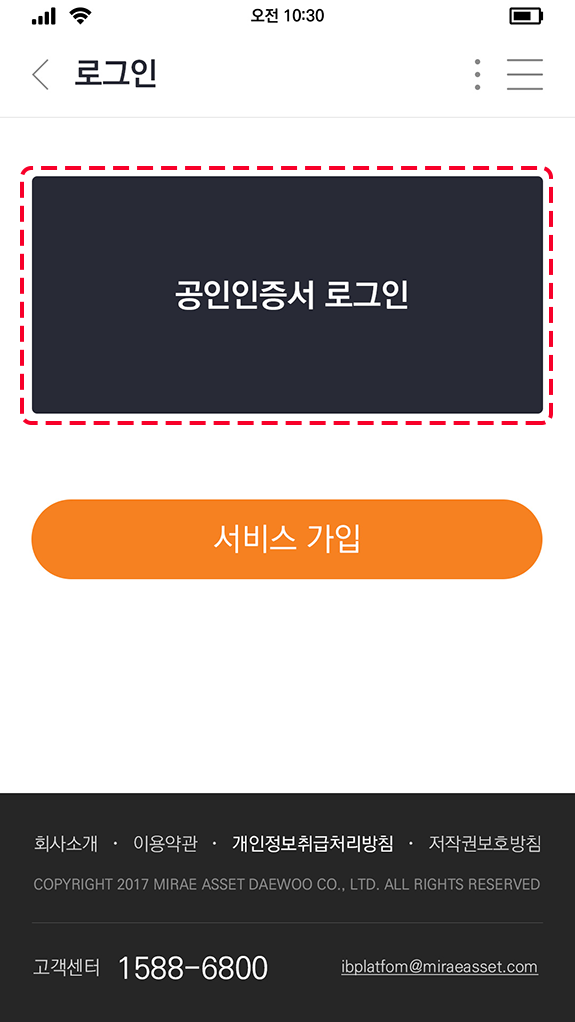 오전 10:30
로그인
공인인증서 로그인
서비스 가입
회사소개 · 이용약관 · 개인정보취급처리방침 · 저작권보호방침
COPYRIGHT 2017 MIRAE ASSET DAEWOO CO., LTD. ALL RIGHTS RESERVED
고객센터 1588-6800 ibplatfom@miraeasset.com